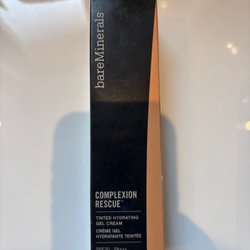 bareMinerals
COMPLEXION
RESCUE™
TINTED HYDRATING
GEL CREAM
CRÈME GEL
HYDRATANTE TEINTÉE